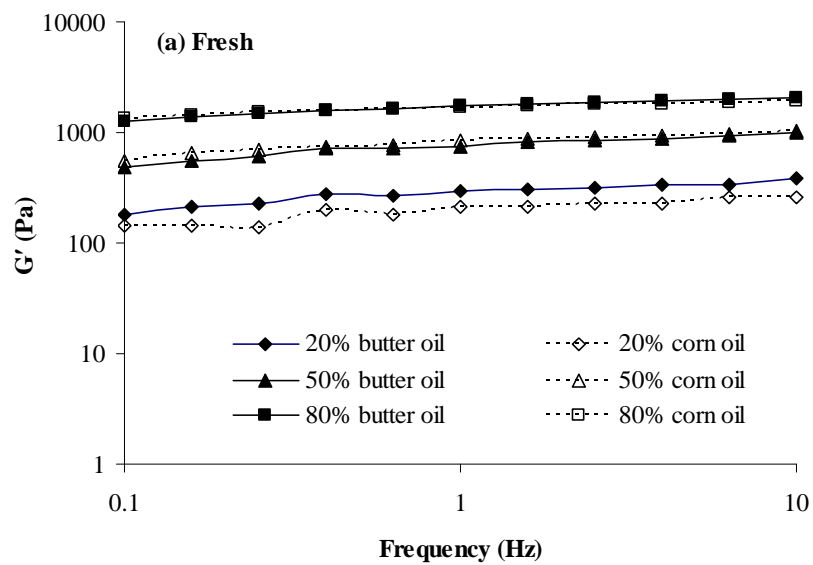 10000
(a) Fresh
1000
100
10
1
G′ (Pa)
20% butter oil
20% corn oil
50% butter oil
50% corn oil
80% butter oil
80% corn oil
0.1
1
10
Frequency (Hz)